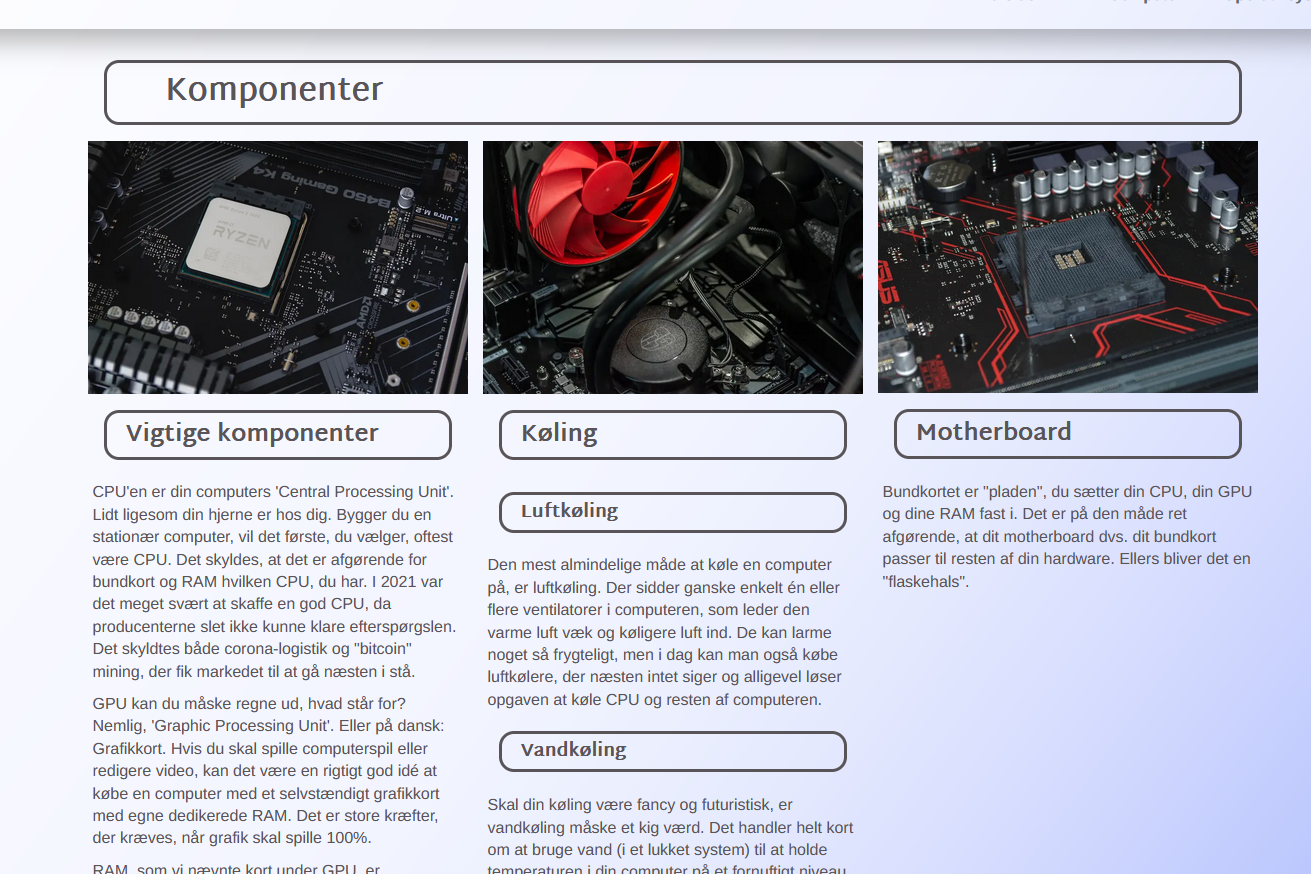 Komponenter
B450 Gaming K4
Ultra M.2
RYZEN
AMD
Vigtige komponenter
CPU'en er din computers 'Central Processing Unit'.
Lidt ligesom din hjerne er hos dig. Bygger du en
stationær computer, vil det første, du vælger, oftest
være CPU. Det skyldes, at det er afgørende for
bundkort og RAM hvilken CPU, du har. I 2021 var
det meget svært at skaffe en god CPU, da
producenterne slet ikke kunne klare efterspørgslen.
Det skyldtes både corona-logistik og "bitcoin"
mining, der fik markedet til at gå næsten i stå.
GPU kan du måske regne ud, hvad står for?
Nemlig, 'Graphic Processing Unit'. Eller på dansk:
Grafikkort. Hvis du skal spille computerspil eller
redigere video, kan det være en rigtigt god idé at
købe en computer med et selvstændigt grafikkort
med egne dedikerede RAM. Det er store kræfter,
der kræves, når grafik skal spille 100%.
RAM, som vi nævnte kort under GPU, er
Køling
Luftkøling
Den mest almindelige måde at køle en computer
på, er luftkøling. Der sidder ganske enkelt én eller
flere ventilatorer i computeren, som leder den
varme luft væk og køligere luft ind. De kan larme
noget så frygteligt, men i dag kan man også købe
luftkølere, der næsten intet siger og alligevel løser
opgaven at køle CPU og resten af computeren.
Vandkøling
Skal din køling være fancy og futuristisk, er
vandkøling måske et kig værd. Det handler helt kort
om at bruge vand (i et lukket system) til at holde
temperaturen i din computer på et fornuftigt niveau
Motherboard
Bundkortet er "pladen", du sætter din CPU, din GPU
og dine RAM fast i. Det er på den måde ret
afgørende, at dit motherboard dvs. dit bundkort
passer til resten af din hardware. Ellers bliver det en
"flaskehals".